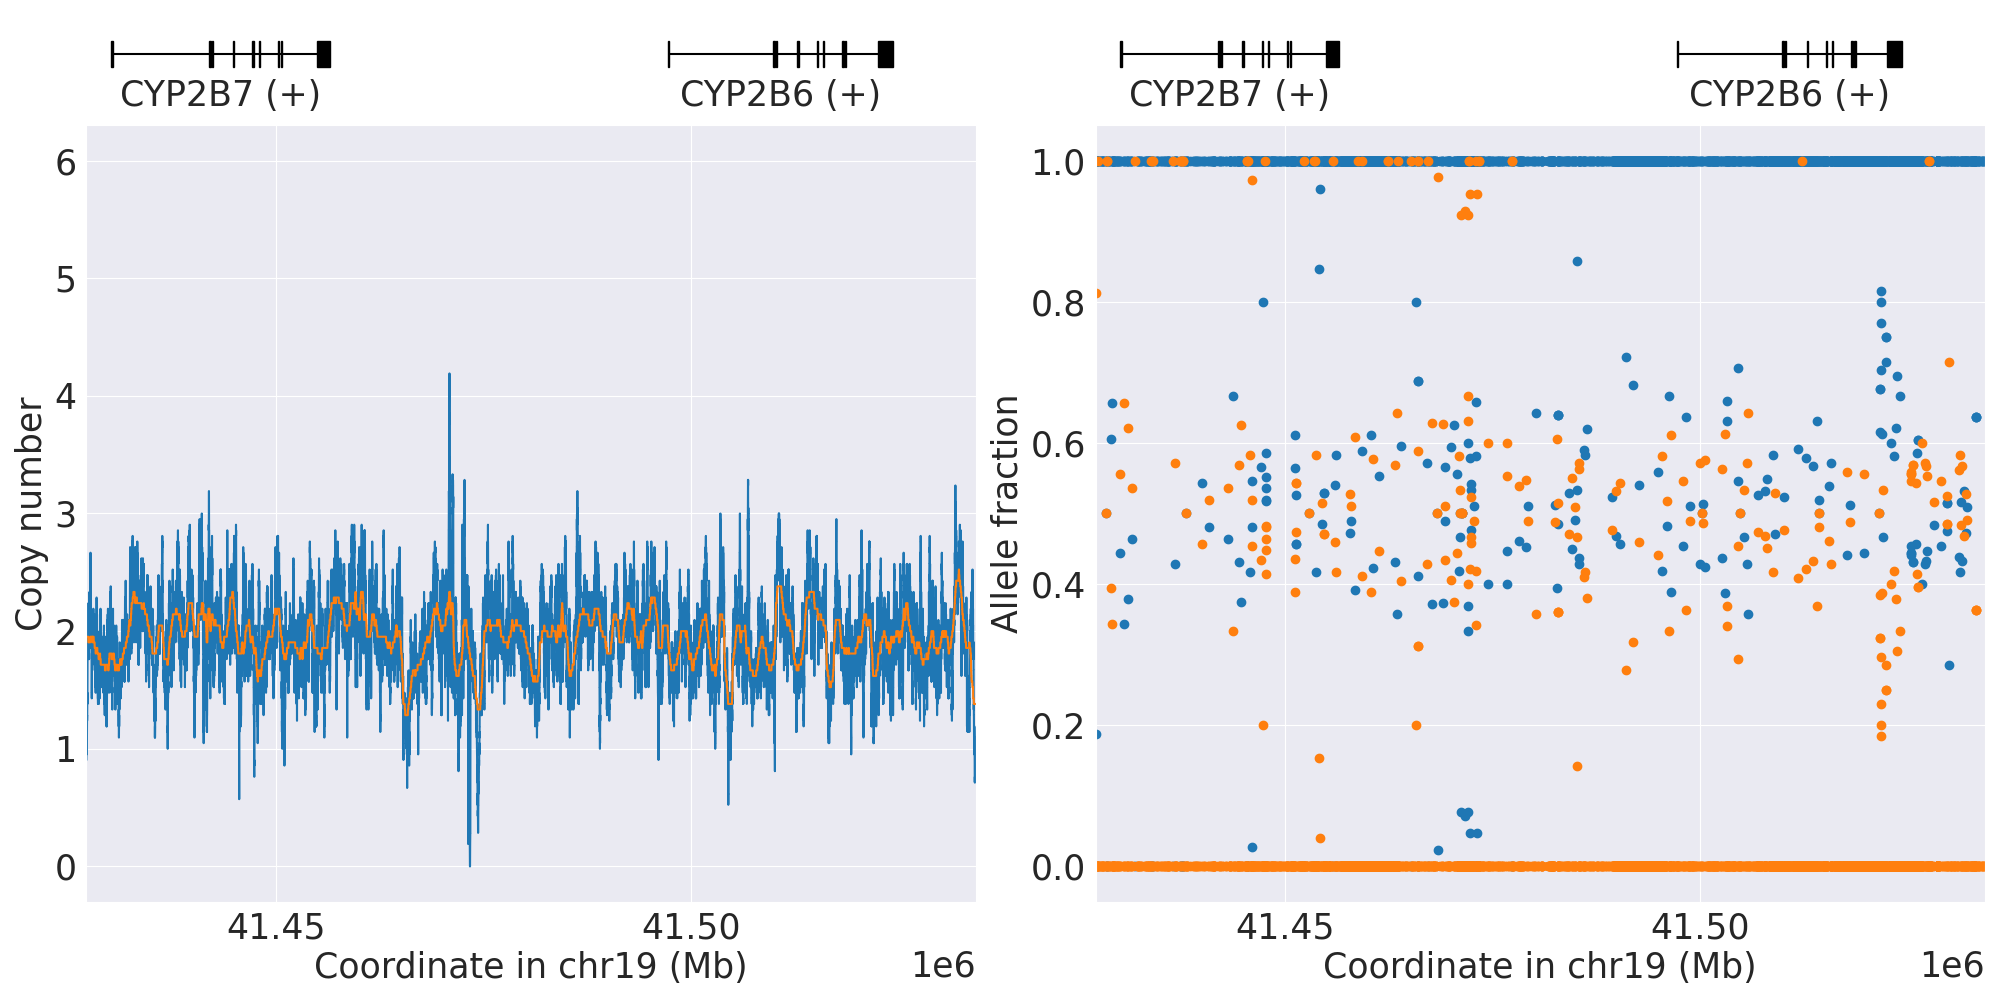 CYP2B7 (+)
CYP2B6 (+)
6
5
4
3
2
1
0
Copy number
41.45
41.50
Coordinate in chr19 (Mb)
1e6
CYP2B7 (+)
CYP2B6 (+)
1.0
0.8
0.6
0.4
0.2
0.0
Allele fraction
41.45
41.50
Coordinate in chr19 (Mb)
1e6